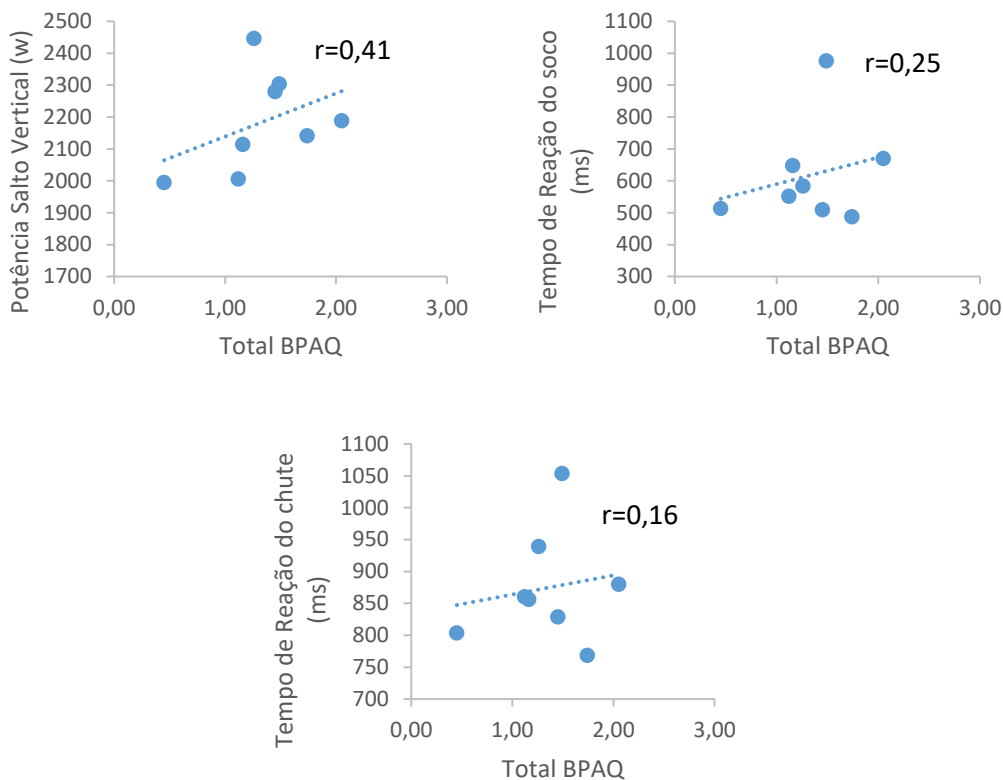 Potência Salto Vertical (w)
2500
2400
2300
2200
2100
2000
1900
1800
1700
r=0,41
0,00 1,00 2,00 3,00
Total BPAQ
Tempo de Reação do soco
(ms)
1100
1000
900
800
700
600
500
400
300
r=0,25
0,00 1,00 2,00 3,00
Total BPAQ
Tempo de Reação do chute
(ms)
1100
1050
1000
950
900
850
800
750
700
r=0,16
0,00 1,00 2,00 3,00
Total BPAQ